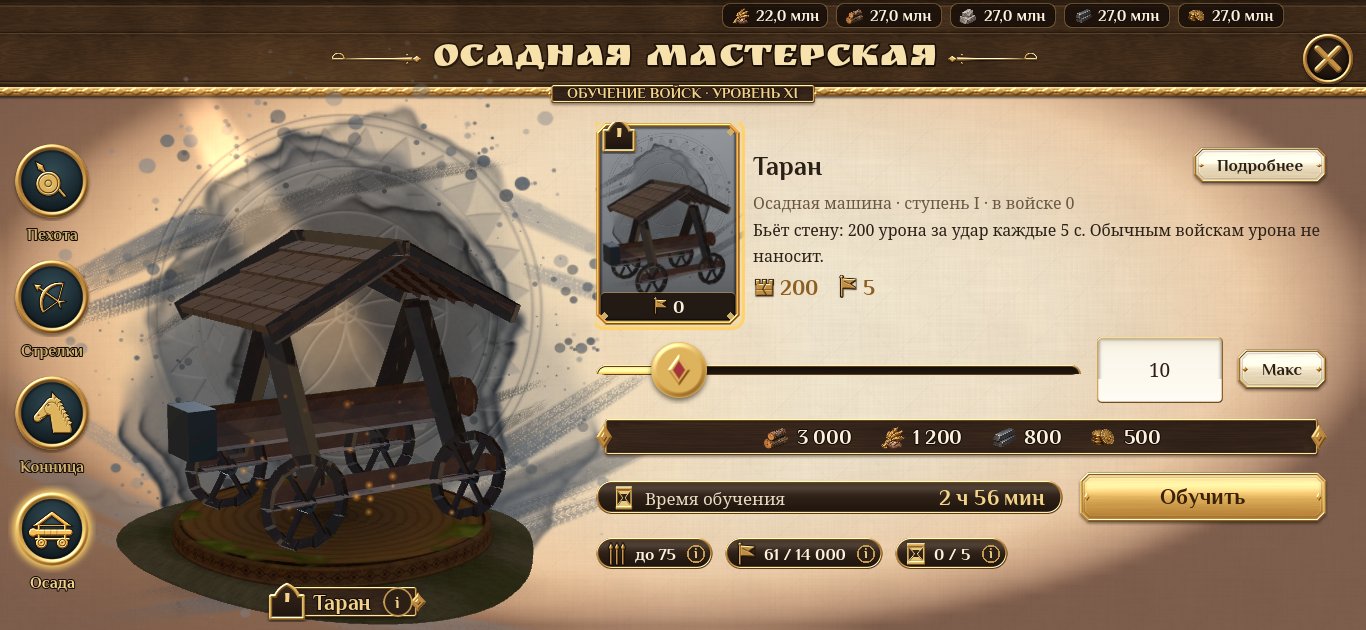 22,0 млн 27,0 млн 27,0 млн 27,0 млн 27,0 млн
ОСАДНАЯ МАСТЕРСКАЯ
ОБУЧЕНИЕ ВОЙСК · УРОВЕНЬ XI
Пехота
Стрелки
Конница
Осада
Таран i
0
Таран
Подробнее
Осадная машина · ступень I · в войске 0
Бьёт стену: 200 урона за удар каждые 5 с. Обычным войскам урона не
наносит.
200 5
10 Макс
3 000 1 200 800 500
Время обучения 2 ч 56 мин
Обучить
до 75 i 61 / 14 000 i 0 / 5 i